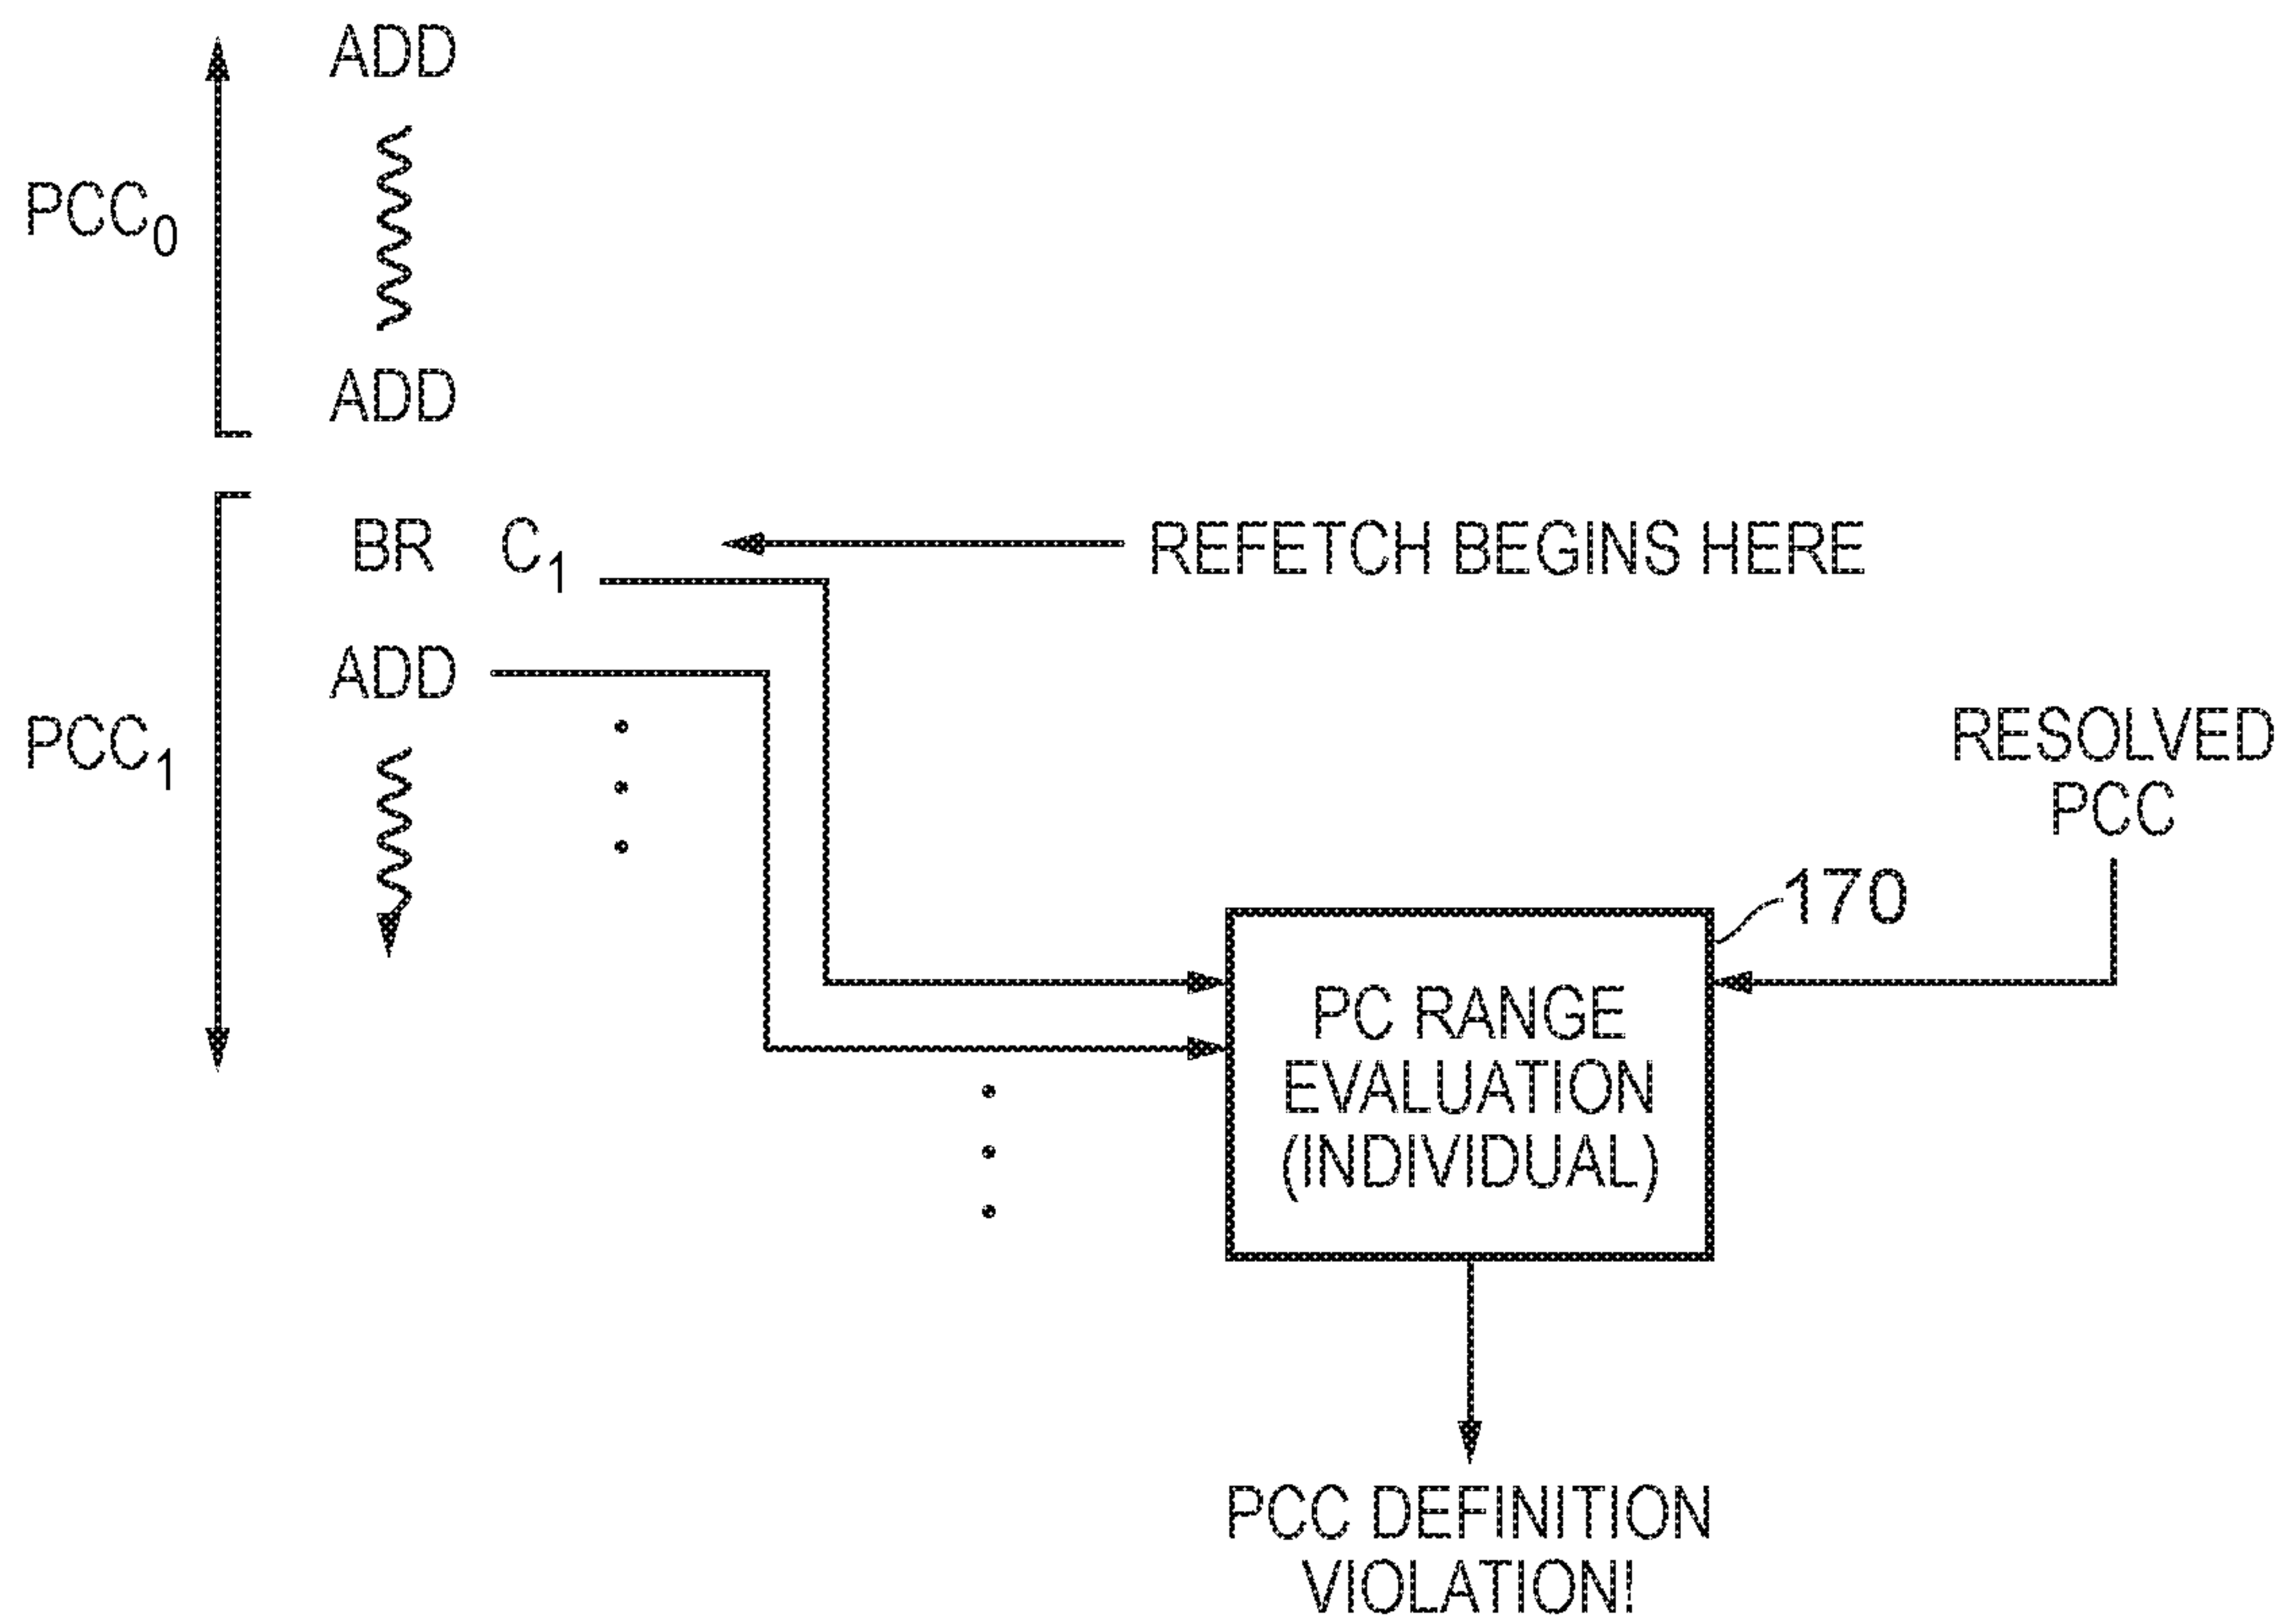 ADD
PCC0
ADD
BR C1
REFETCH BEGINS HERE
ADD
PCC1
RESOLVED
PCC
170
PC RANGE
EVALUATION
(INDIVIDUAL)
PCC DEFINITION
VIOLATION!